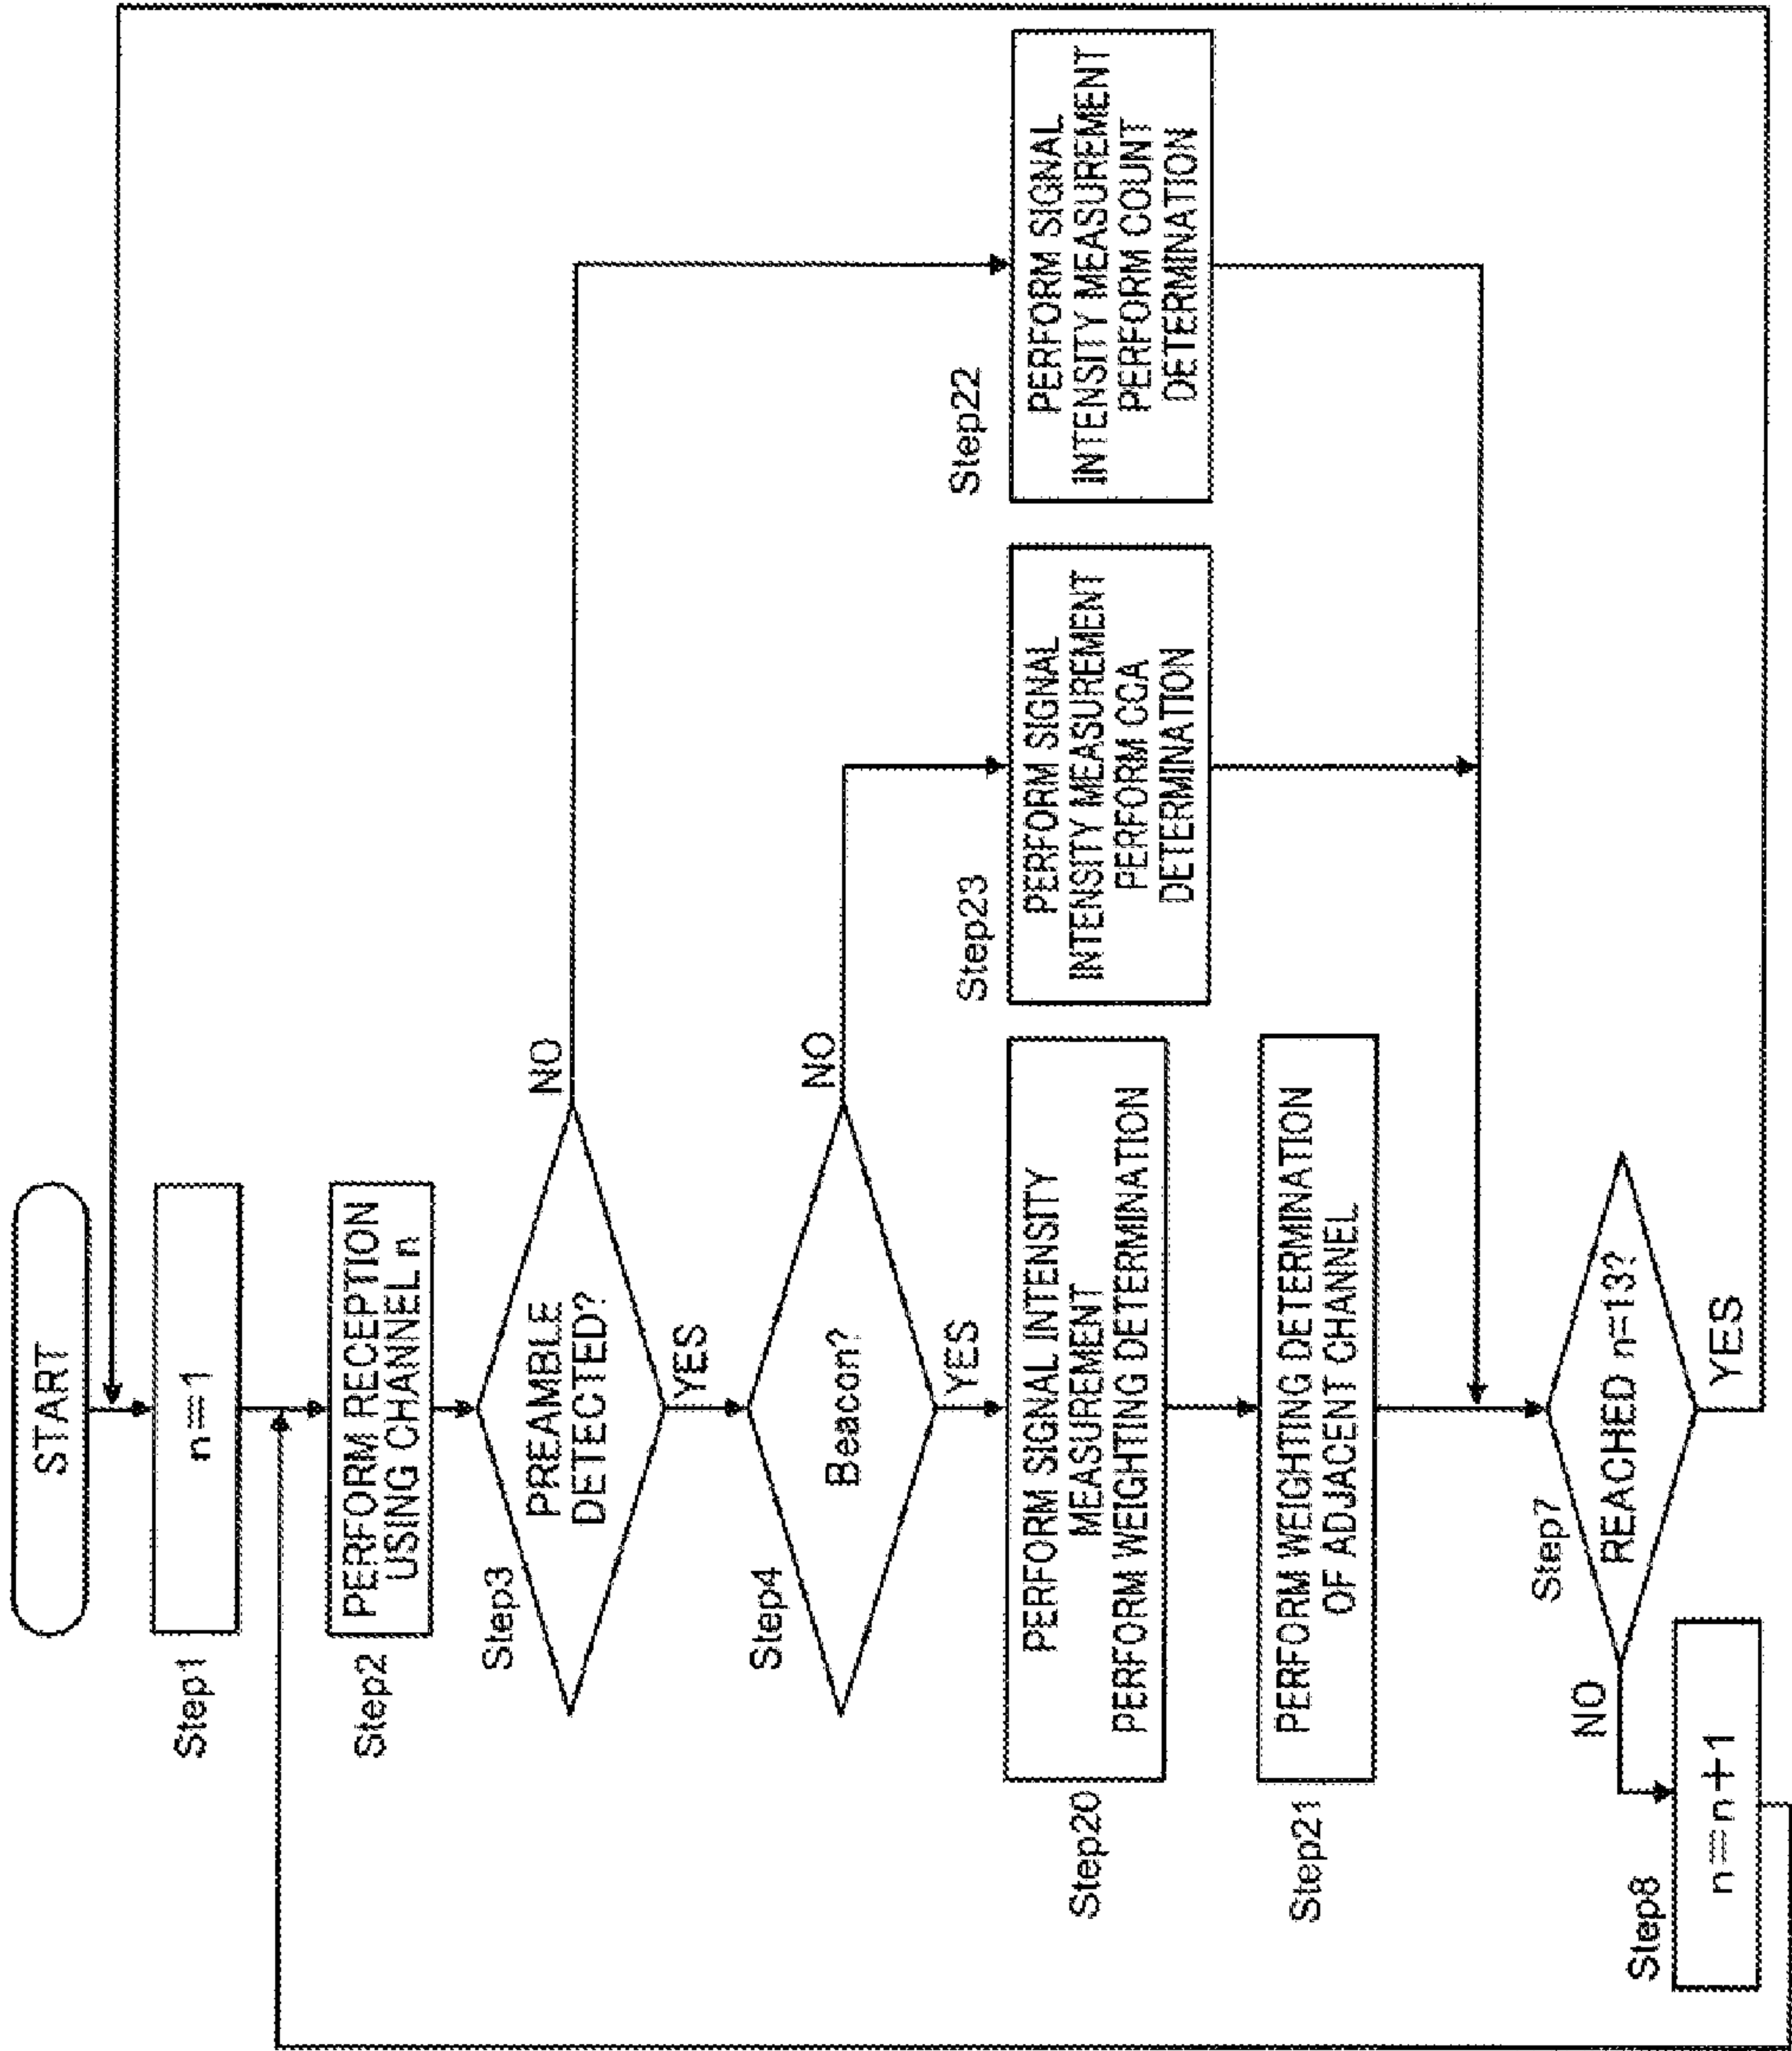 START
Step1
n=1
Step2
PERFORM RECEPTION
USING CHANNEL n
Step3
PREAMBLE
DETECTED?
NO
YES
Step4
Beacon?
NO
YES
Step20
PERFORM SIGNAL INTENSITY
MEASUREMENT
PERFORM WEIGHTING DETERMINATION
Step23
PERFORM SIGNAL
INTENSITY MEASUREMENT
PERFORM CCA
DETERMINATION
Step22
PERFORM SIGNAL
INTENSITY MEASUREMENT
PERFORM COUNT
DETERMINATION
Step21
PERFORM WEIGHTING DETERMINATION
OF ADJACENT CHANNEL
Step7
REACHED n=13?
NO
YES
Step8
n=n+1